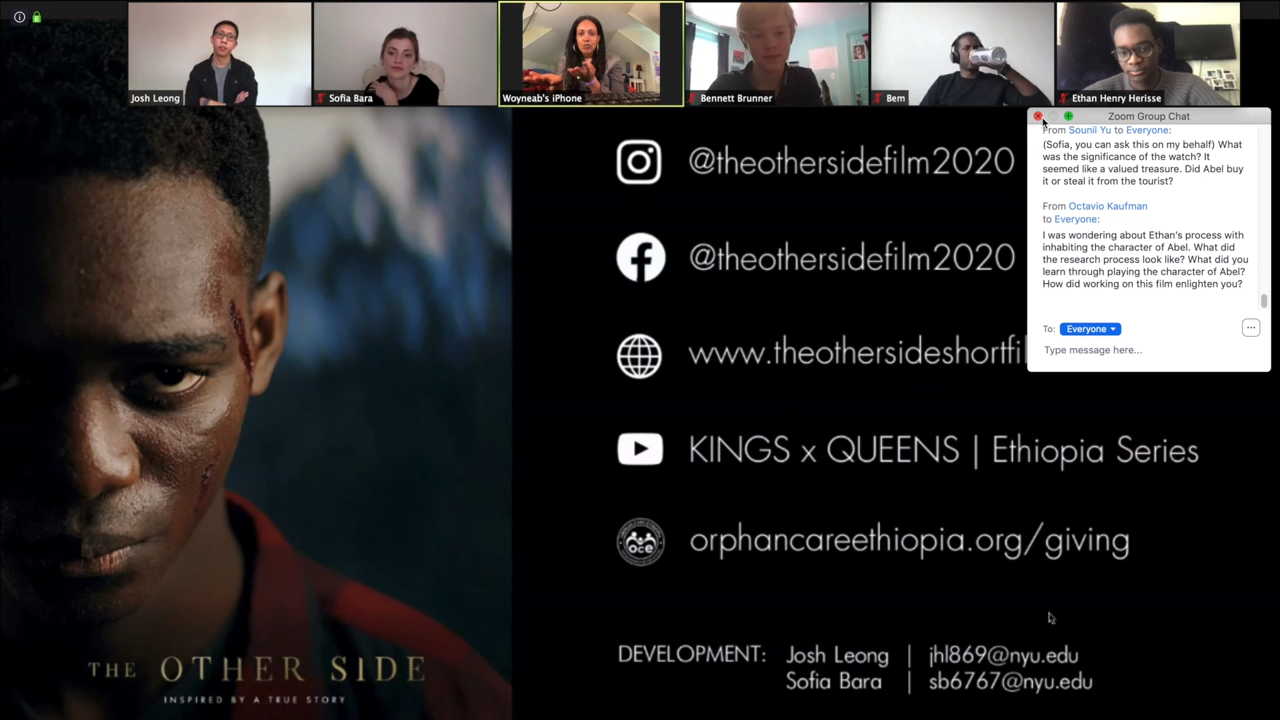 Josh Leong
Sofia Bara
Woyneab's iPhone
Bennett Brunner
Bem
Ethan Henry Herisse
Zoom Group Chat
From Sounil Yu to Everyone:
(Sofia, you can ask this on my behalf) What
was the significance of the watch? It
seemed like a valued treasure. Did Abel buy
it or steal it from the tourist?
From Octavio Kaufman
to Everyone:
I was wondering about Ethan's process with
inhabiting the character of Abel. What did
the research process look like? What did you
learn through playing the character of Abel?
How did working on this film enlighten you?
To: Everyone
Type message here...
@theothersidefilm2020
@theothersidefilm2020
www.theothersideshortfi
KINGS x QUEENS | Ethiopia Series
oce
orphancareethiopia.org/giving
DEVELOPMENT: Josh Leong | jhl869@nyu.edu
Sofia Bara | sb6767@nyu.edu
THE OTHER SIDE
INSPIRED BY A TRUE STORY